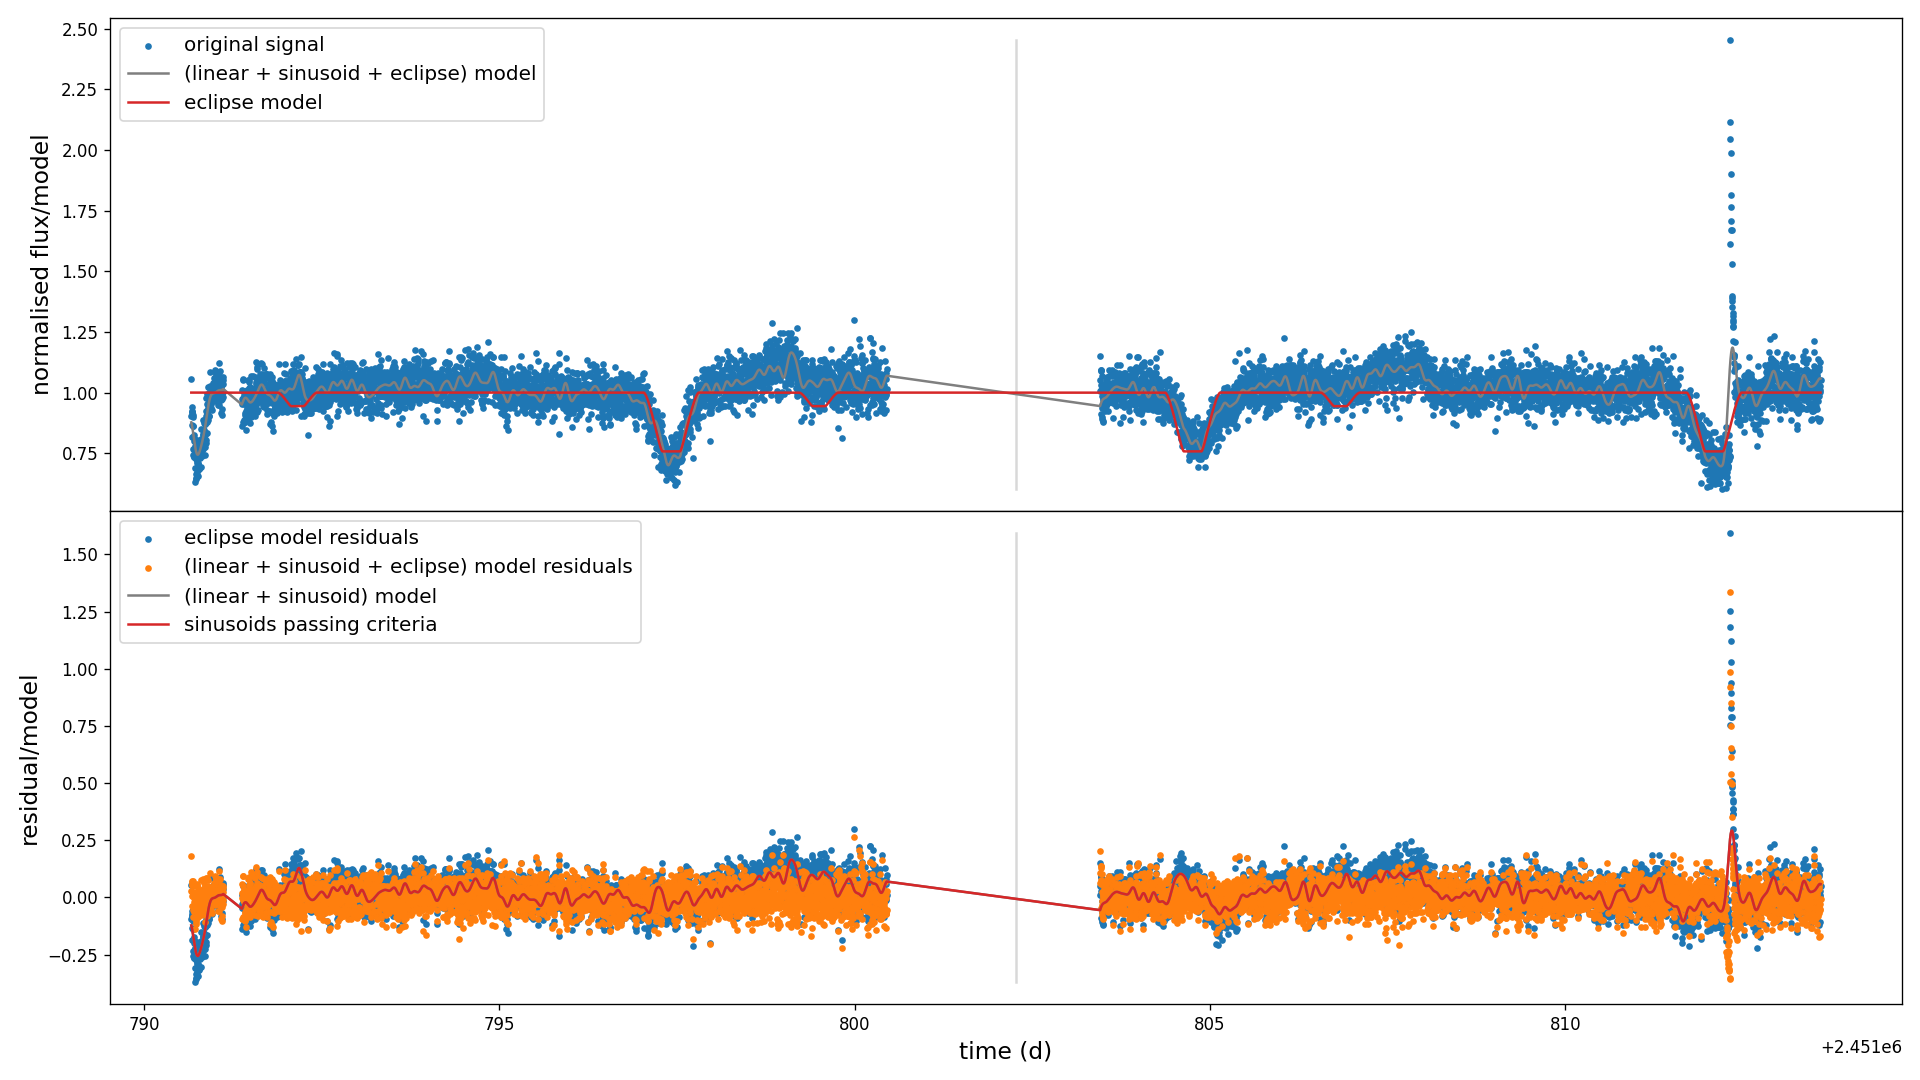 2.50
2.25
2.00
1.75
1.50
1.25
1.00
0.75
normalised flux/model
original signal
(linear + sinusoid + eclipse) model
eclipse model
1.50
1.25
1.00
0.75
0.50
0.25
0.00
−0.25
residual/model
eclipse model residuals
(linear + sinusoid + eclipse) model residuals
(linear + sinusoid) model
sinusoids passing criteria
790 795 800 805 810
time (d)
+2.451e6